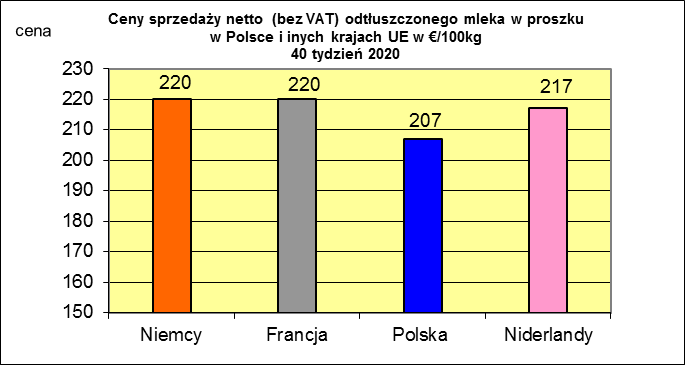 Ceny sprzedaży netto (bez VAT) odtłuszczonego mleka w proszku
w Polsce i inych krajach UE w €/100kg
40 tydzień 2020
cena
230
220
210
200
190
180
170
160
150
220
220
207
217
Niemcy
Francja
Polska
Niderlandy